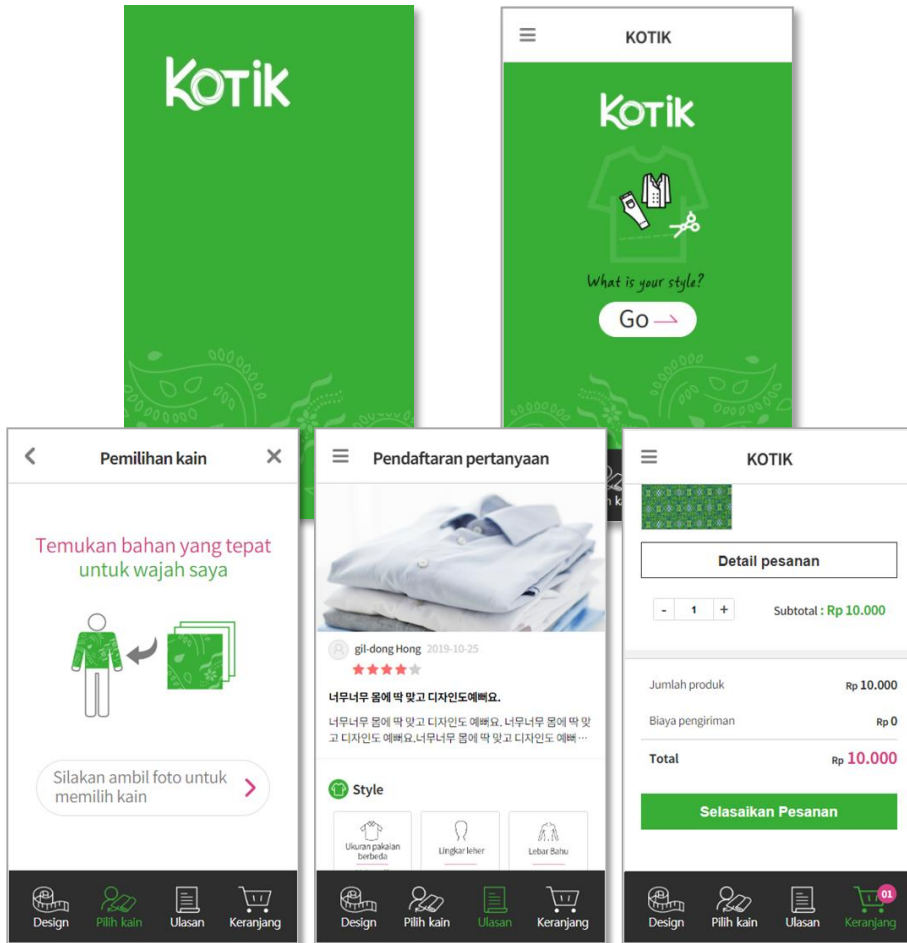 Kotik
KOTIK
Kotik
What is your style?
Go
Pemilihan kain
Temukan bahan yang tepat
untuk wajah saya
Silakan ambil foto untuk
memilih kain
Design
Pilih kain
Ulasan
Keranjang
Pendaftaran pertanyaan
gil-dong Hong 2019-10-25
너무너무 몸에 딱 맞고 디자인도예뻐요.
너무너무 몸에 딱 맞고 디자인도 예뻐요. 너무너무 몸에 딱 맞
고 디자인도 예뻐요.너무너무 몸에 딱 맞고 디자인도 예뻐 …
Style
Ukuran pakaian
berbeda
Lingkar leher
Lebar Bahu
Design
Pilih kain
Ulasan
Keranjang
KOTIK
Detail pesanan
- 1 +
Subtotal : Rp 10.000
Jumlah produk Rp 10.000
Biaya pengiriman Rp 0
Total Rp 10.000
Selasaikan Pesanan
Design
Pilih kain
Ulasan
Keranjang
01